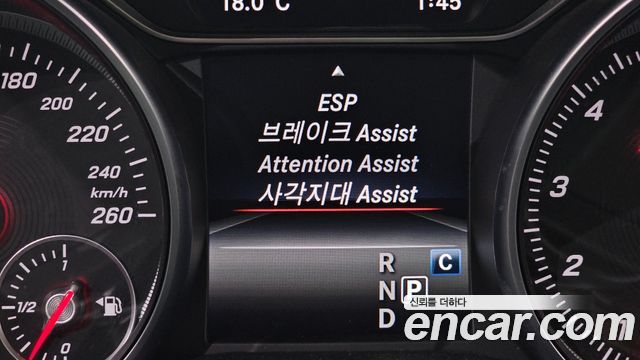 18.0°C 1:45
180
200
220
240
km/h
260
ESP
브레이크 Assist
Attention Assist
사각지대 Assist
R C
N P
D
1
1/2
0
4
3
2
신뢰를 더하다
encar.com